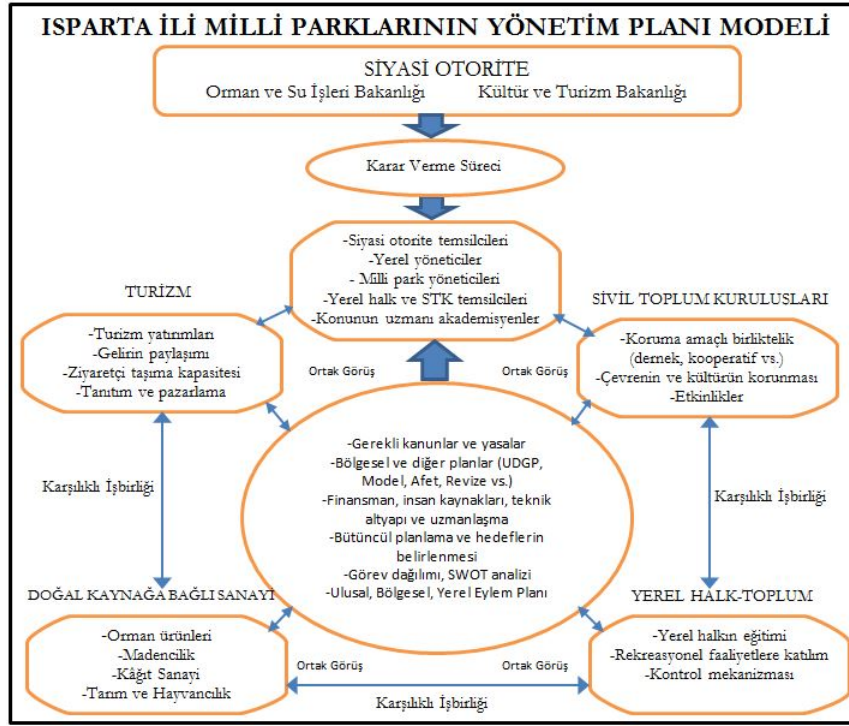 ISPARTA İLİ MİLLİ PARKLARININ YÖNETİM PLANI MODELİ
SİYASİ OTORİTE
Orman ve Su İşleri Bakanlığı Kültür ve Turizm Bakanlığı
Karar Verme Süreci
-Siyasi otorite temsilcileri
-Yerel yöneticiler
- Milli park yöneticileri
-Yerel halk ve STK temsilcileri
-Konunun uzmanı akademisyenler
TURİZM
-Turizm yatırımları
-Gelirin paylaşımı
-Ziyaretçi taşıma kapasitesi
-Tanıtım ve pazarlama
SİVİL TOPLUM KURULUŞLARI
-Koruma amaçlı birliktelik
(dernek, kooperatif vs.)
-Çevrenin ve kültürün korunması
-Etkinlikler
Ortak Görüş
Ortak Görüş
-Gerekli kanunlar ve yasalar
-Bölgesel ve diğer planlar (UDGP,
Model, Afet, Revize vs.)
-Finansman, insan kaynakları, teknik
altyapı ve uzmanlaşma
-Bütüncül planlama ve hedeflerin
belirlenmesi
-Görev dağılımı, SWOT analizi
-Ulusal, Bölgesel, Yerel Eylem Planı
Karşılıklı İşbirliği
Karşılıklı İşbirliği
DOĞAL KAYNAĞA BAĞLI SANAYİ
-Orman ürünleri
-Madencilik
-Kâğıt Sanayi
-Tarım ve Hayvancılık
YEREL HALK-TOPLUM
-Yerel halkın eğitimi
-Rekreasyonel faaliyetlere katılım
-Kontrol mekanizması
Ortak Görüş
Ortak Görüş
Karşılıklı İşbirliği